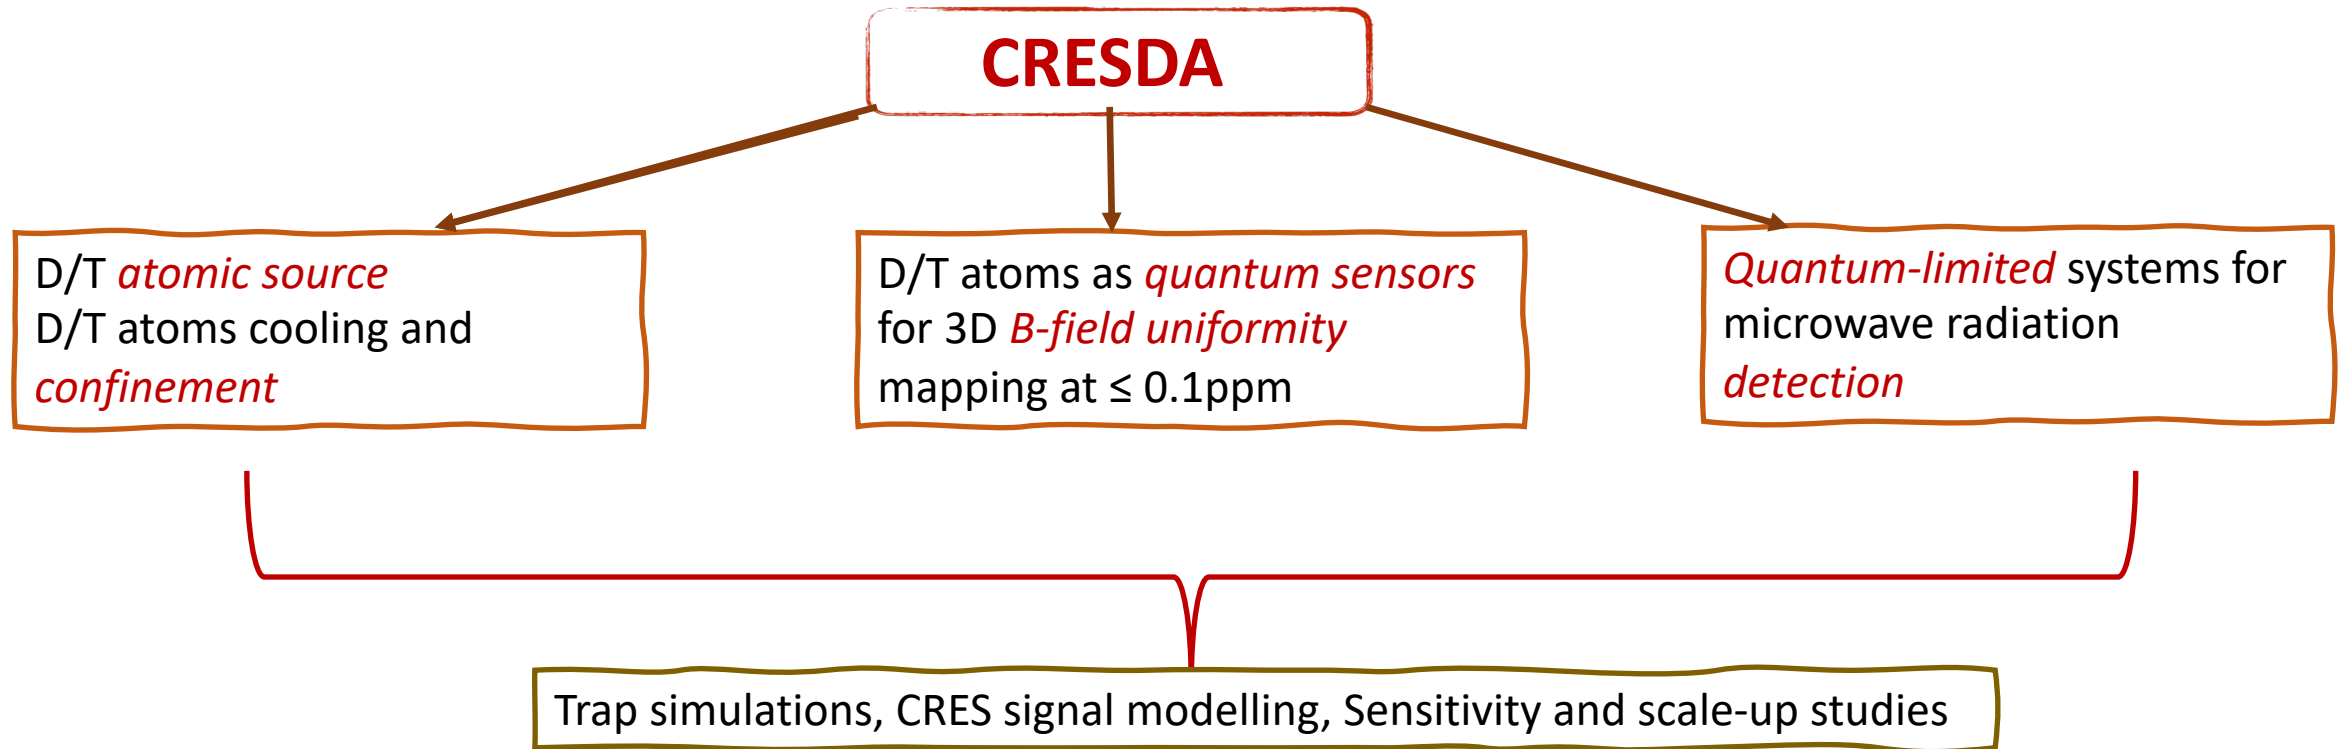 CRESDA
D/T atomic source
D/T atoms cooling and
confinement
D/T atoms as quantum sensors
for 3D B-field uniformity
mapping at ≤ 0.1ppm
Quantum-limited systems for
microwave radiation
detection
Trap simulations, CRES signal modelling, Sensitivity and scale-up studies